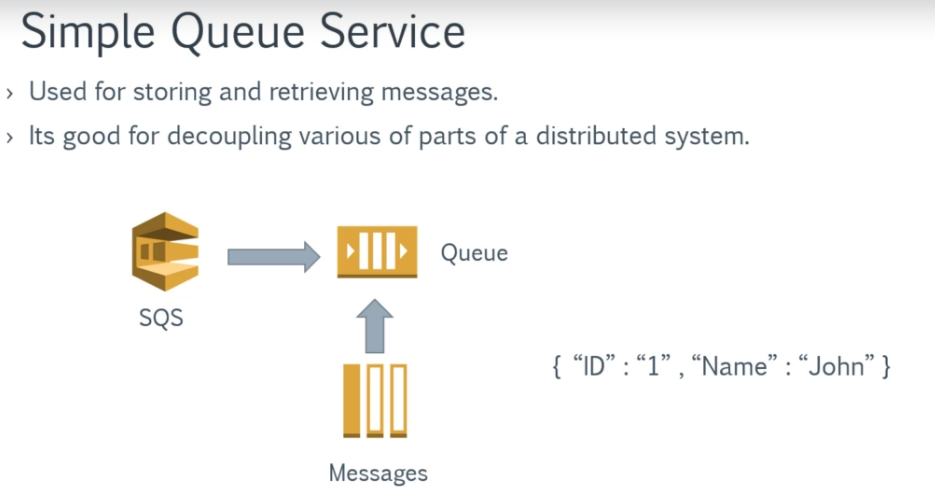 Simple Queue Service
› Used for storing and retrieving messages.
› Its good for decoupling various of parts of a distributed system.
Queue
SQS
{ “ID” : “1” , “Name” : “John” }
Messages